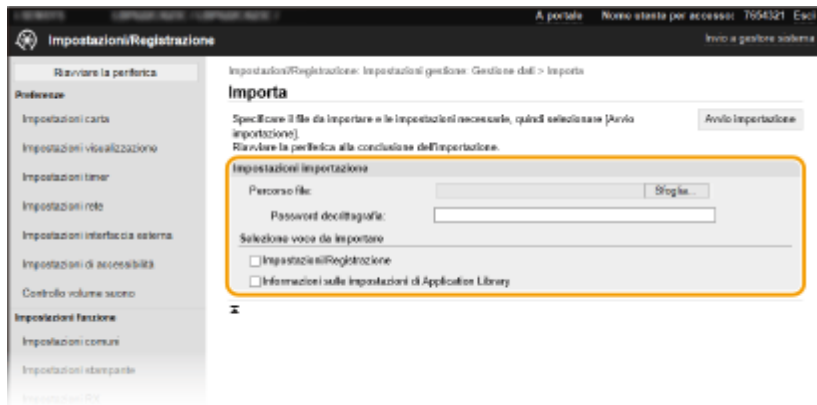 A portale Nome utente per accesso: 7654321 Esci
Impostazioni/Registrazione
Invio a gestore sistema
Riavviare la periferica
Preferenze
Impostazioni carta
Impostazioni visualizzazione
Impostazioni timer
Impostazioni rete
Impostazioni interfaccia esterna
Impostazioni di accessibilità
Controllo volume suono
Impostazioni funzione
Impostazioni comuni
Impostazioni stampante
Impostazioni/Registrazione: Impostazioni gestione: Gestione dati > Importa
Importa
Specificare il file da importare e le impostazioni necessarie, quindi selezionare [Avvio
importazione].
Riavviare la periferica alla conclusione dell'importazione.
Avvio importazione
Impostazioni importazione
Percorso file:
Sfoglia...
Password decrittografia:
Selezione voce da importare
Impostazioni/Registrazione
Informazioni sulle impostazioni di Application Library